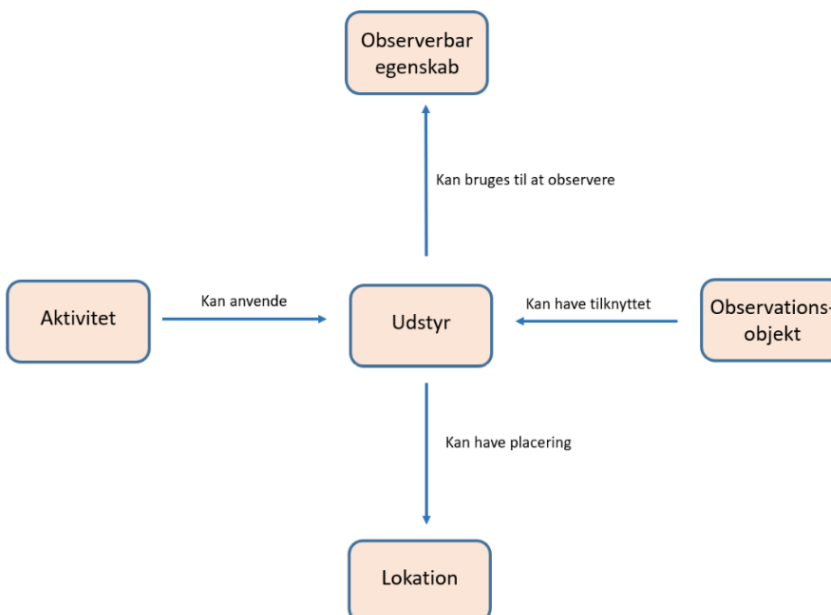 Observerbar
egenskab
Kan bruges til at observere
Aktivitet
Kan anvende
Udstyr
Kan have tilknyttet
Observations-
objekt
Kan have placering
Lokation